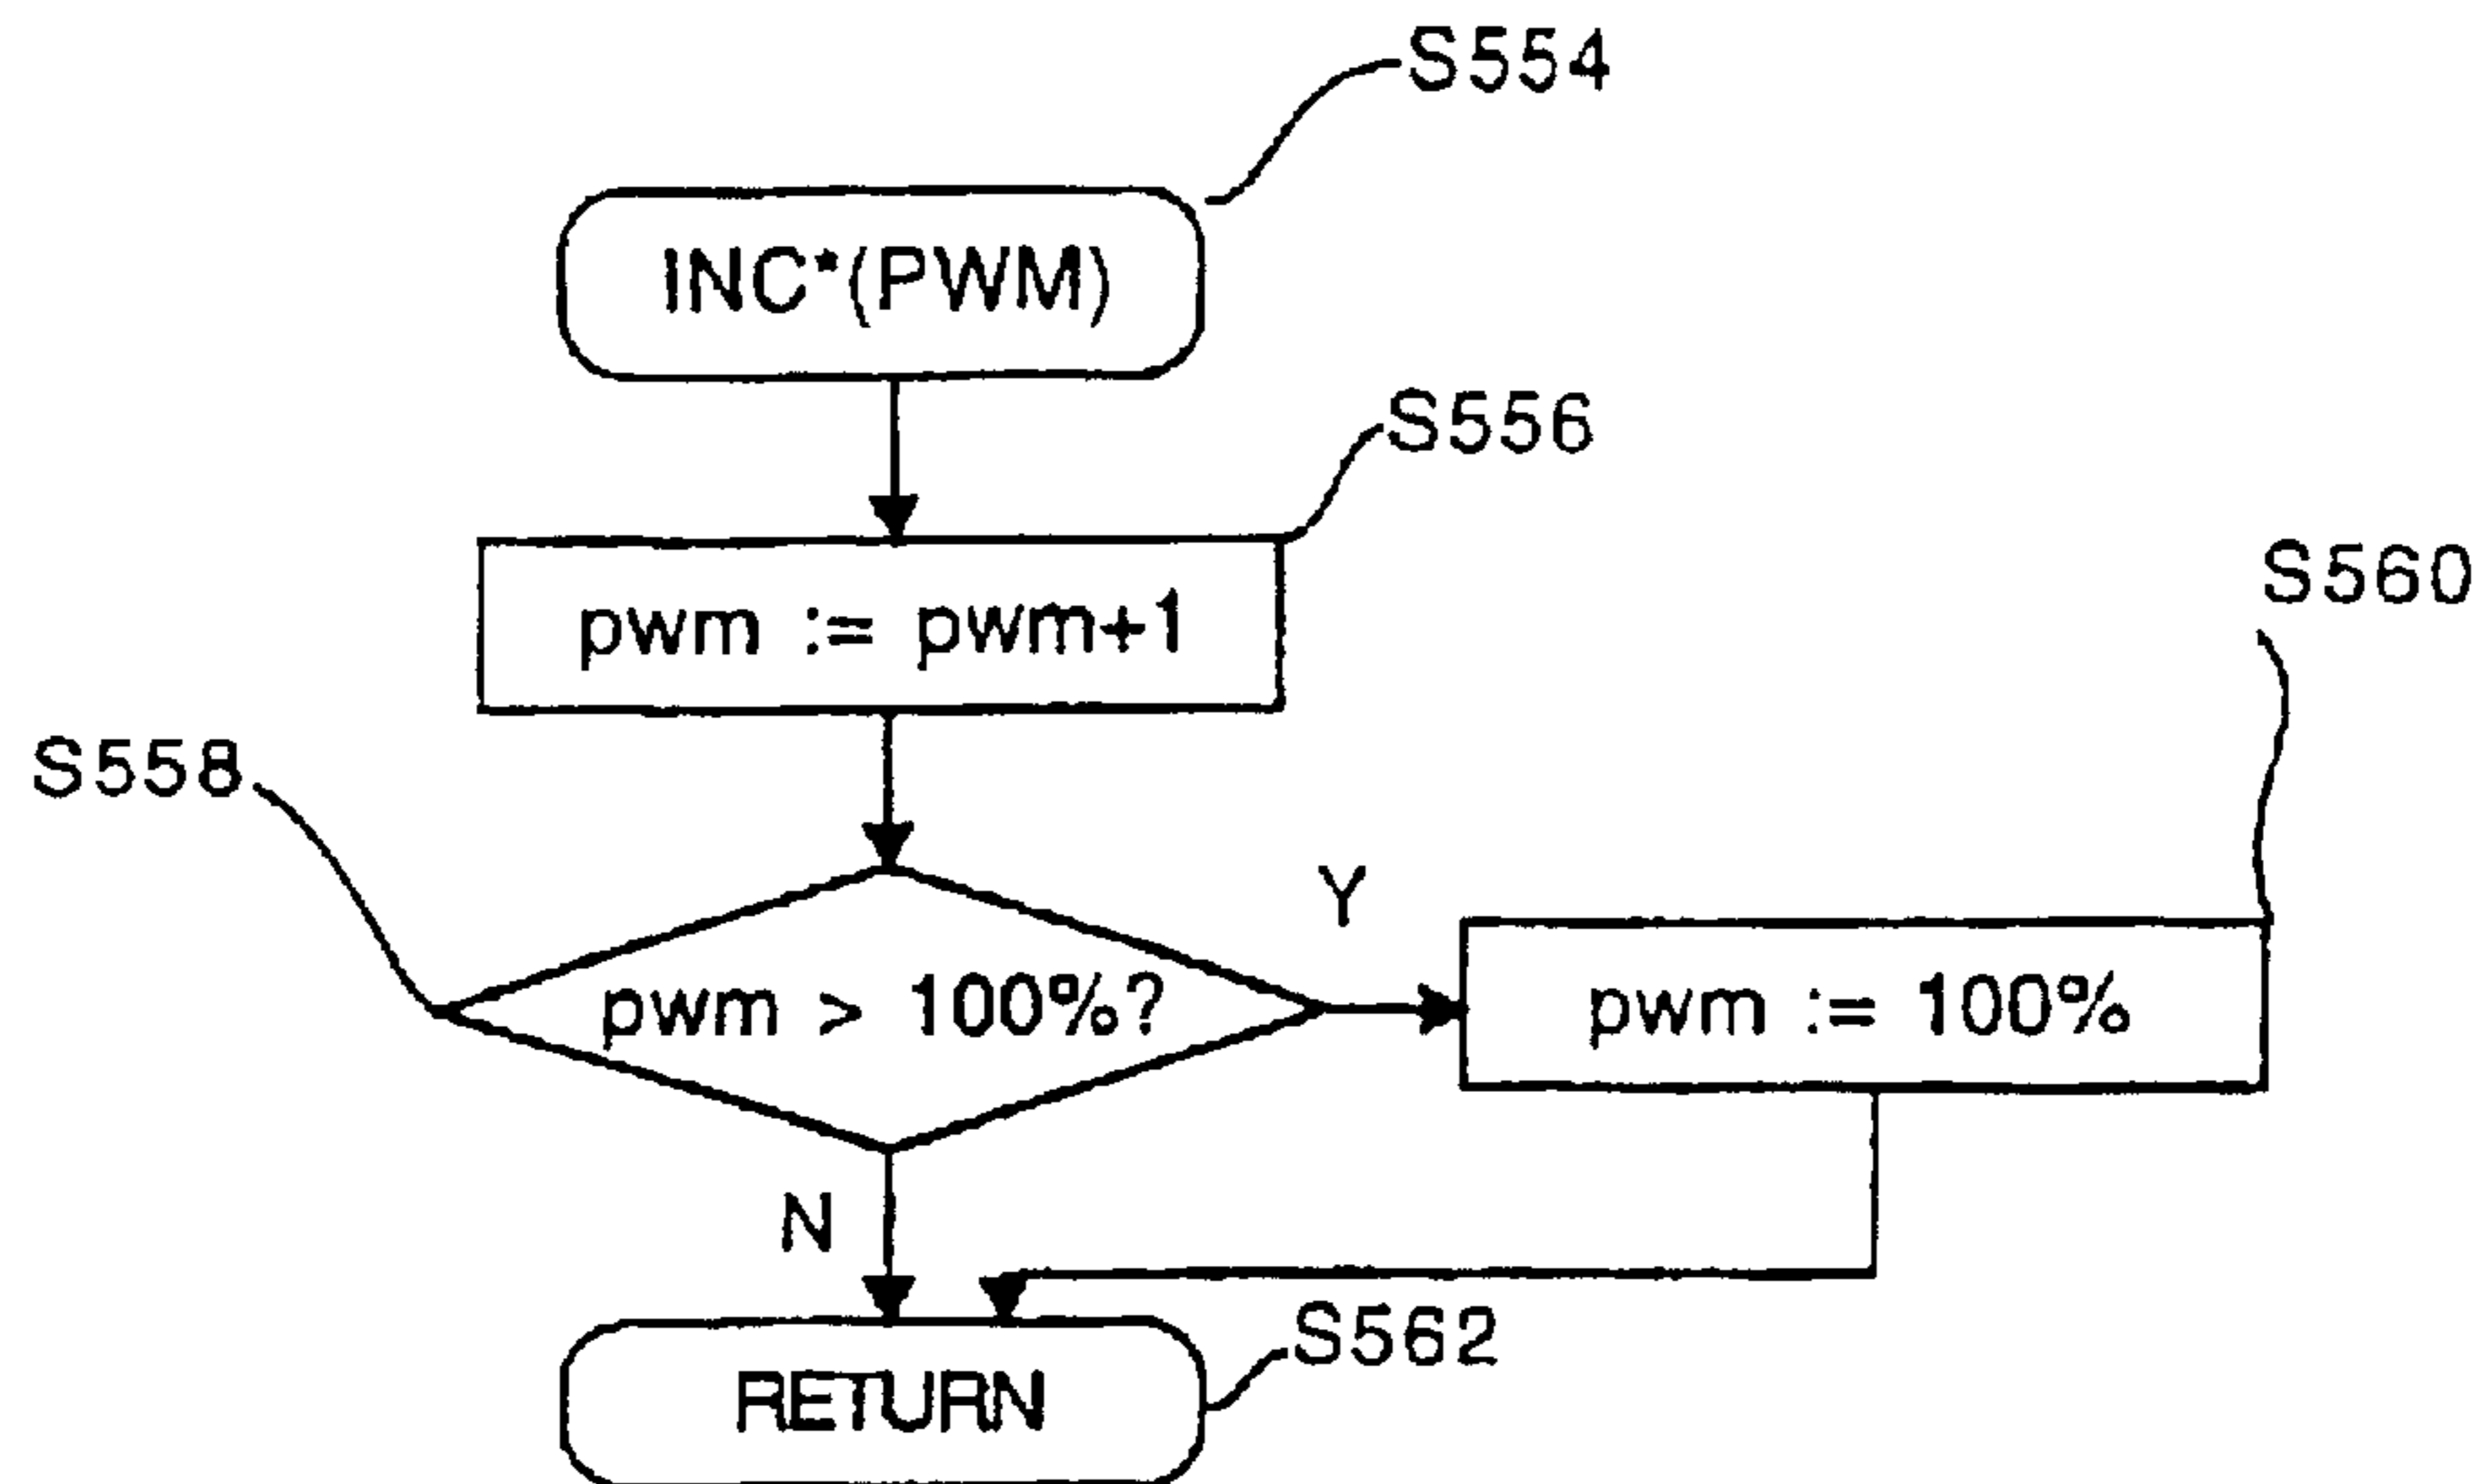 S554
INC*(PWM)
S556
pwm := pwm+1
S560
S558
Y
pwm > 100%?
pwm := 100%
N
S562
RETURN